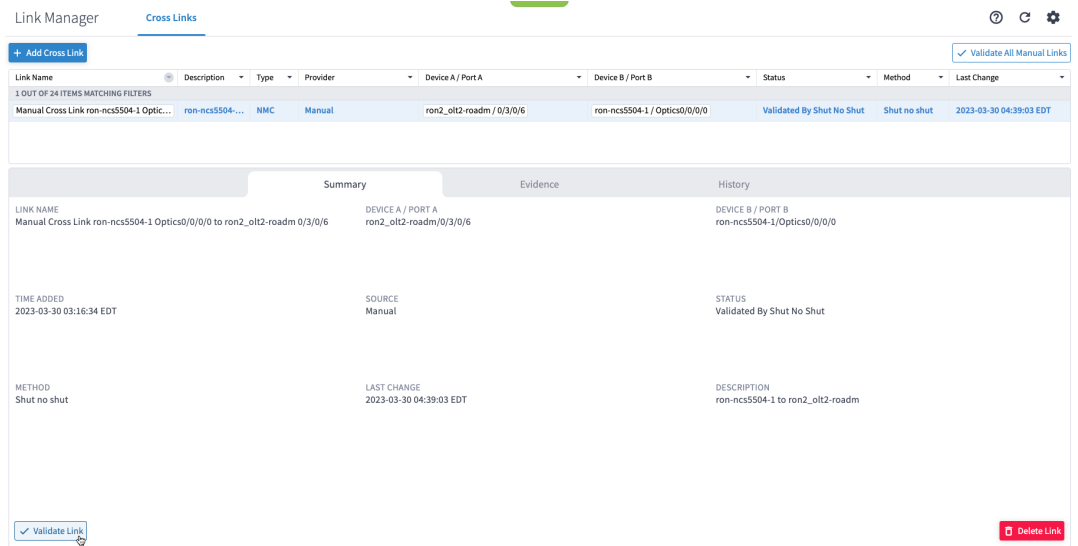 Link Manager
Cross Links
+ Add Cross Link
Validate All Manual Links
Link Name Description Type Provider Device A / Port A Device B / Port B Status Method Last Change
1 OUT OF 24 ITEMS MATCHING FILTERS
Manual Cross Link ron-ncs5504-1 Optic... ron-ncs5504-... NMC Manual ron2_olt2-roadm / 0/3/0/6 ron-ncs5504-1 / Optics0/0/0/0 Validated By Shut No Shut Shut no shut 2023-03-30 04:39:03 EDT
Summary Evidence History
LINK NAME DEVICE A / PORT A DEVICE B / PORT B
Manual Cross Link ron-ncs5504-1 Optics0/0/0/0 to ron2_olt2-roadm 0/3/0/6 ron2_olt2-roadm/0/3/0/6 ron-ncs5504-1/Optics0/0/0/0
TIME ADDED SOURCE STATUS
2023-03-30 03:16:34 EDT Manual Validated By Shut No Shut
METHOD LAST CHANGE DESCRIPTION
Shut no shut 2023-03-30 04:39:03 EDT ron-ncs5504-1 to ron2_olt2-roadm
Validate Link Delete Link